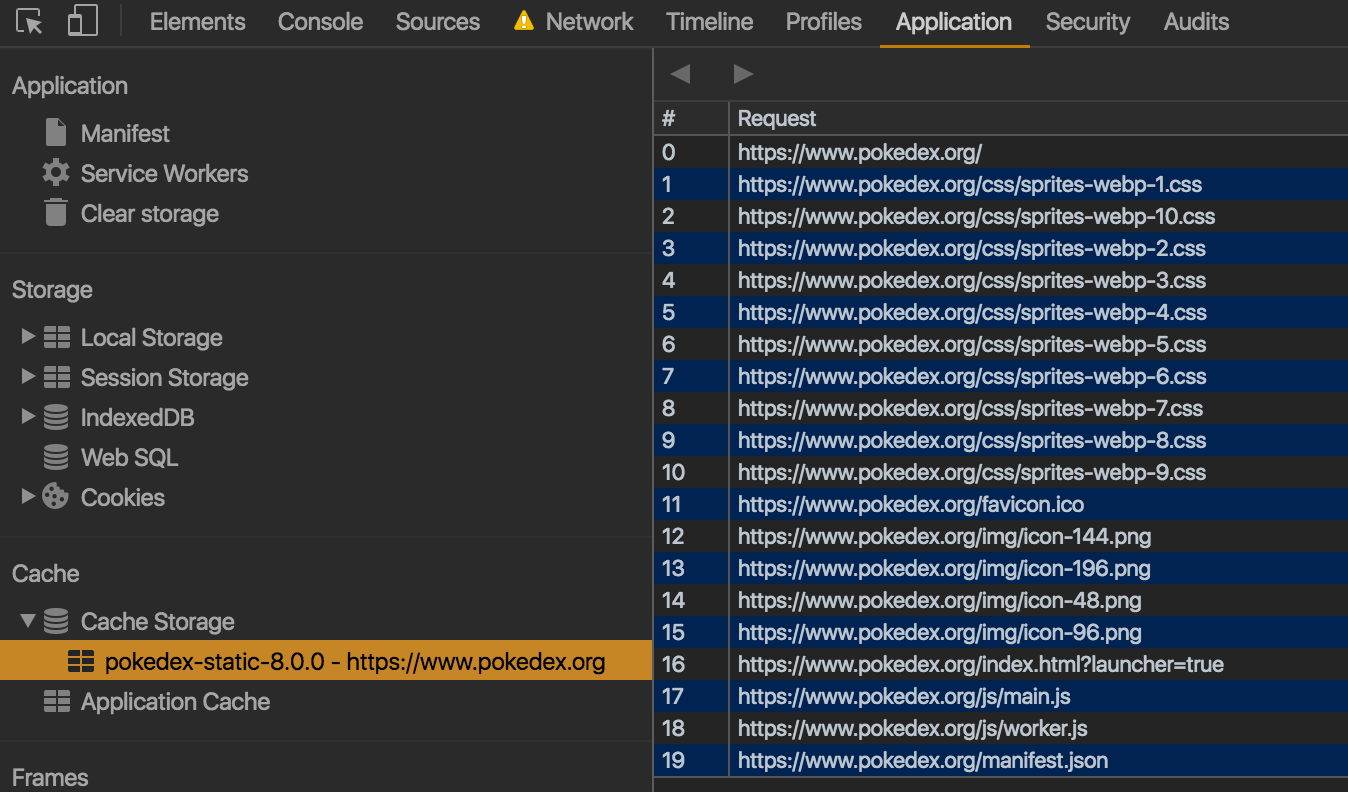 Elements Console Sources Network Timeline Profiles Application Security Audits
Application
Manifest
Service Workers
Clear storage
Storage
Local Storage
Session Storage
IndexedDB
Web SQL
Cookies
Cache
Cache Storage
pokedex-static-8.0.0 - https://www.pokedex.org
Application Cache
Frames
# Request
0 https://www.pokedex.org/
1 https://www.pokedex.org/css/sprites-webp-1.css
2 https://www.pokedex.org/css/sprites-webp-10.css
3 https://www.pokedex.org/css/sprites-webp-2.css
4 https://www.pokedex.org/css/sprites-webp-3.css
5 https://www.pokedex.org/css/sprites-webp-4.css
6 https://www.pokedex.org/css/sprites-webp-5.css
7 https://www.pokedex.org/css/sprites-webp-6.css
8 https://www.pokedex.org/css/sprites-webp-7.css
9 https://www.pokedex.org/css/sprites-webp-8.css
10 https://www.pokedex.org/css/sprites-webp-9.css
11 https://www.pokedex.org/favicon.ico
12 https://www.pokedex.org/img/icon-144.png
13 https://www.pokedex.org/img/icon-196.png
14 https://www.pokedex.org/img/icon-48.png
15 https://www.pokedex.org/img/icon-96.png
16 https://www.pokedex.org/index.html?launcher=true
17 https://www.pokedex.org/js/main.js
18 https://www.pokedex.org/js/worker.js
19 https://www.pokedex.org/manifest.json